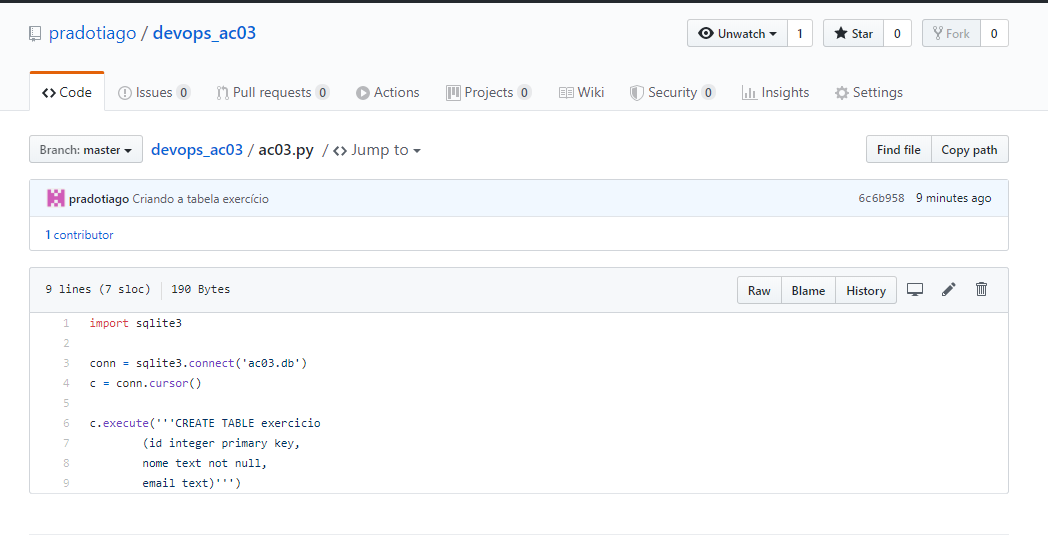 pradotiago / devops_ac03
Unwatch 1 Star 0 Fork 0
Code Issues 0 Pull requests 0 Actions Projects 0 Wiki Security 0 Insights Settings
Branch: master devops_ac03 / ac03.py / <> Jump to Find file Copy path
pradotiago Criando a tabela exercício 6c6b958 9 minutes ago
1 contributor
9 lines (7 sloc) 190 Bytes Raw Blame History
1 import sqlite3
2
3 conn = sqlite3.connect('ac03.db')
4 c = conn.cursor()
5
6 c.execute('''CREATE TABLE exercicio
7 (id integer primary key,
8 nome text not null,
9 email text)''')